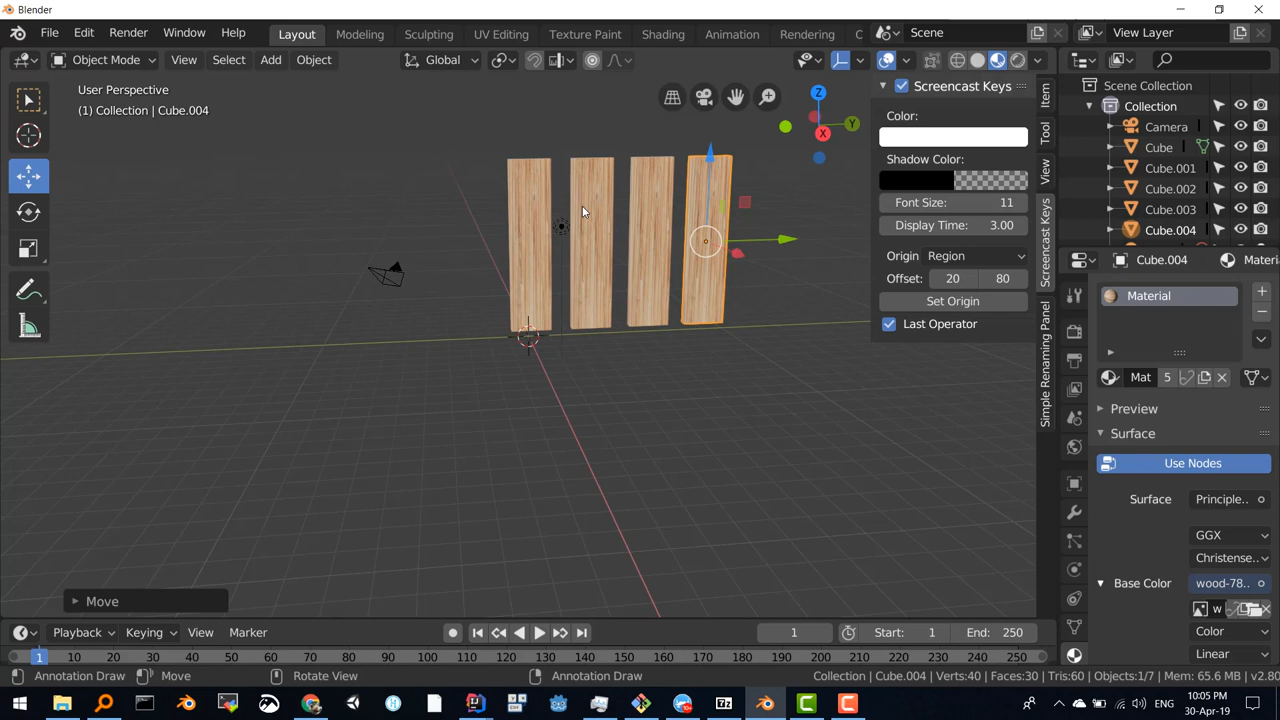 Blender
File Edit Render Window Help Layout Modeling Sculpting UV Editing Texture Paint Shading Animation Rendering C Scene View Layer
Object Mode View Select Add Object Global
User Perspective
(1) Collection | Cube.004
Z
Y
X
Screencast Keys
Color:
Shadow Color:
Font Size: 11
Display Time: 3.00
Origin Region
Offset: 20 80
Set Origin
Last Operator
Item
Tool
View
Screencast Keys
Simple Renaming Panel
Scene Collection
Collection
Camera
Cube
Cube.001
Cube.002
Cube.003
Cube.004
Cube.004 Material
Material
Mat 5
Preview
Surface
Use Nodes
Surface Principle..
GGX
Christense..
Base Color wood-78..
w
Color
Linear
Move
Playback Keying View Marker 1 Start: 1 End: 250
1 10 20 30 40 50 60 70 80 90 100 110 120 130 140 150 160 170 180 190 200 210 220 230 240 250
Annotation Draw Move Rotate View Annotation Draw Collection | Cube.004 | Verts:40 | Faces:30 | Tris:60 | Objects:1/7 | Mem: 65.6 MB | v2.80
ENG 10:05 PM
30-Apr-19